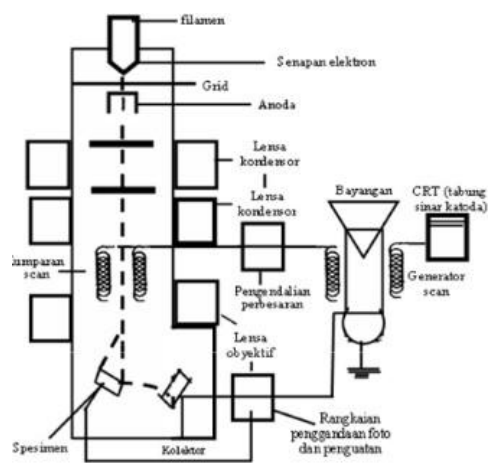 filamen
Senapan elektron
Grid
Anoda
Lensa
kondensor
Lensa
kondensor
Bayangan
CRT (tabung
sinar katoda)
umparan
scan
Pengendalian
perbesaran
Generator
scan
Lensa
obyektif
Spesimen
Kolektor
Rangkaian
penggandaan foto
dan penguatan